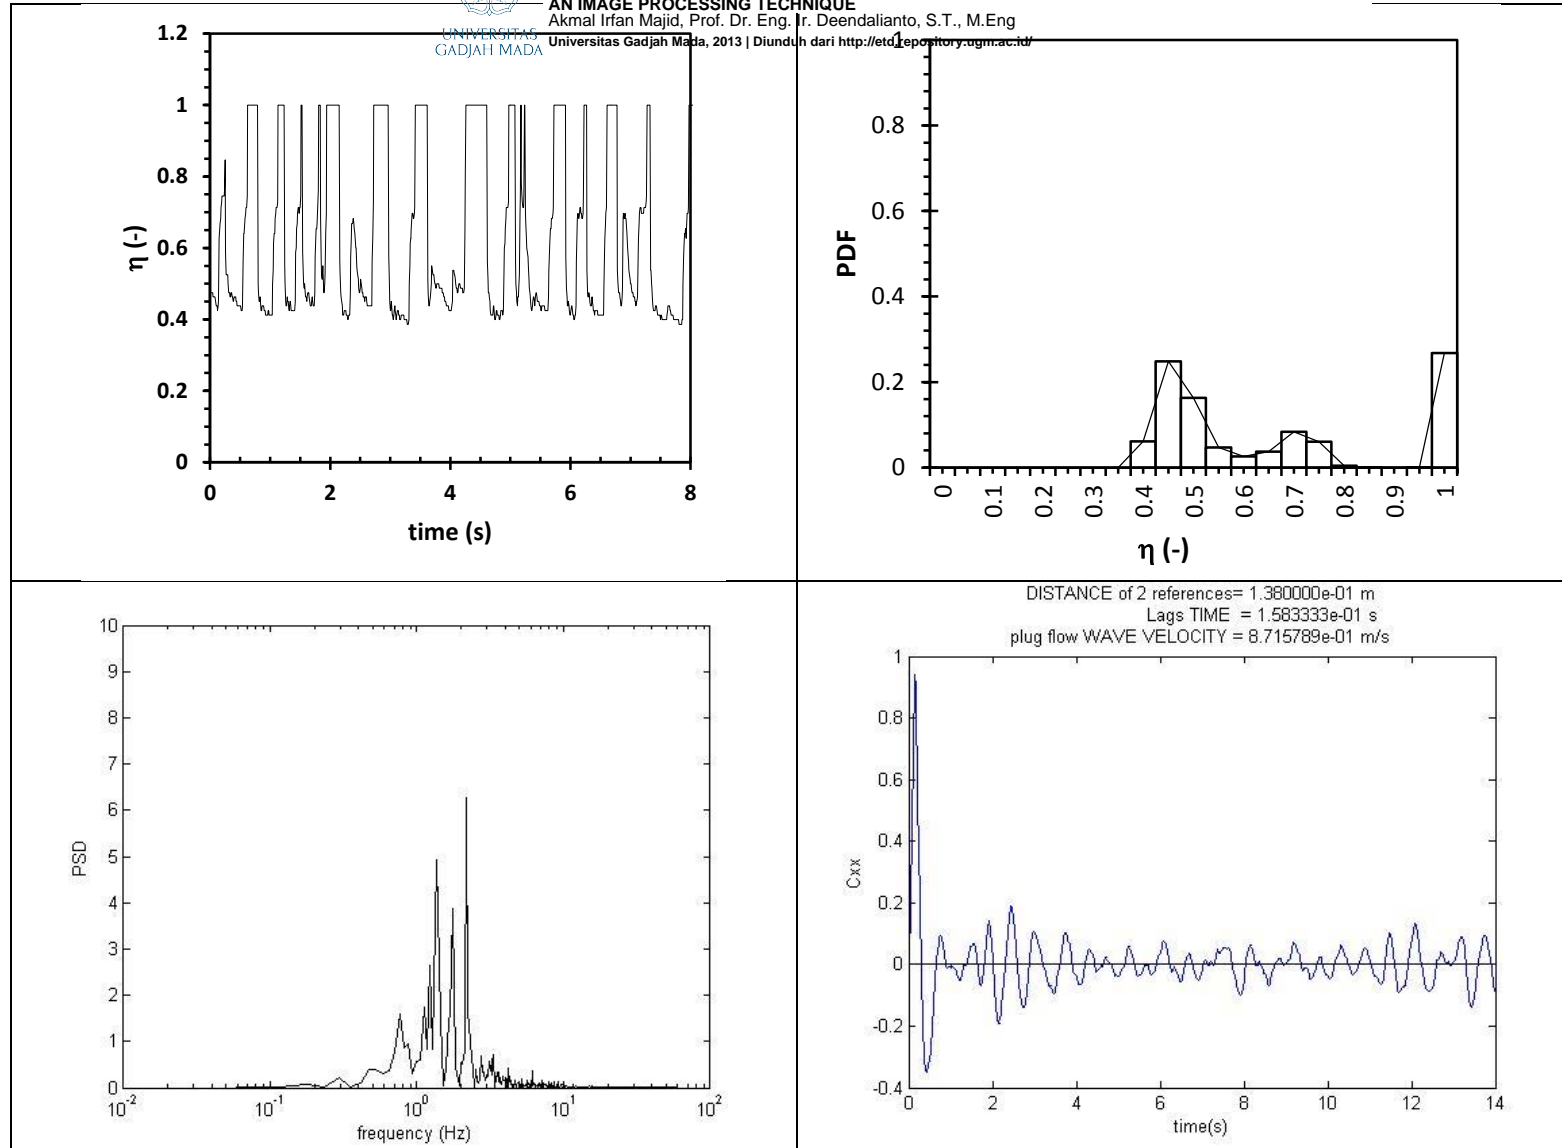 AN IMAGE PROCESSING TECHNIQUE
Akmal Irfan Majid, Prof. Dr. Eng. Ir. Deendalianto, S.T., M.Eng
UNIVERSITAS
GADJAH MADA
Universitas Gadjah Mada, 2013 | Diunduh dari http://etd.repository.ugm.ac.id/
1.2
1
0.8
0.6
0.4
0.2
0
η (-)
0 2 4 6 8
time (s)
1
0.8
0.6
0.4
0.2
0
PDF
0 0.1 0.2 0.3 0.4 0.5 0.6 0.7 0.8 0.9 1
η (-)
10
9
8
7
6
5
4
3
2
1
0
PSD
10-2 10-1 100 101 102
frequency (Hz)
DISTANCE of 2 references= 1.380000e-01 m
Lags TIME = 1.583333e-01 s
plug flow WAVE VELOCITY = 8.715789e-01 m/s
1
0.8
0.6
0.4
0.2
0
-0.2
-0.4
Cxx
0 2 4 6 8 10 12 14
time(s)